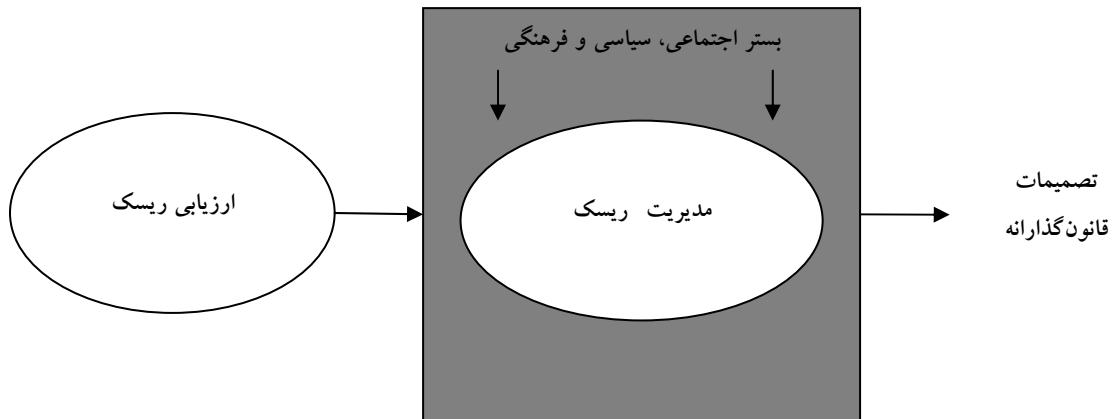 بستر اجتماعی، سیاسی و فرهنگی
ارزیابی ریسک
مدیریت ریسک
تصمیمات
قانون‌گذارانه